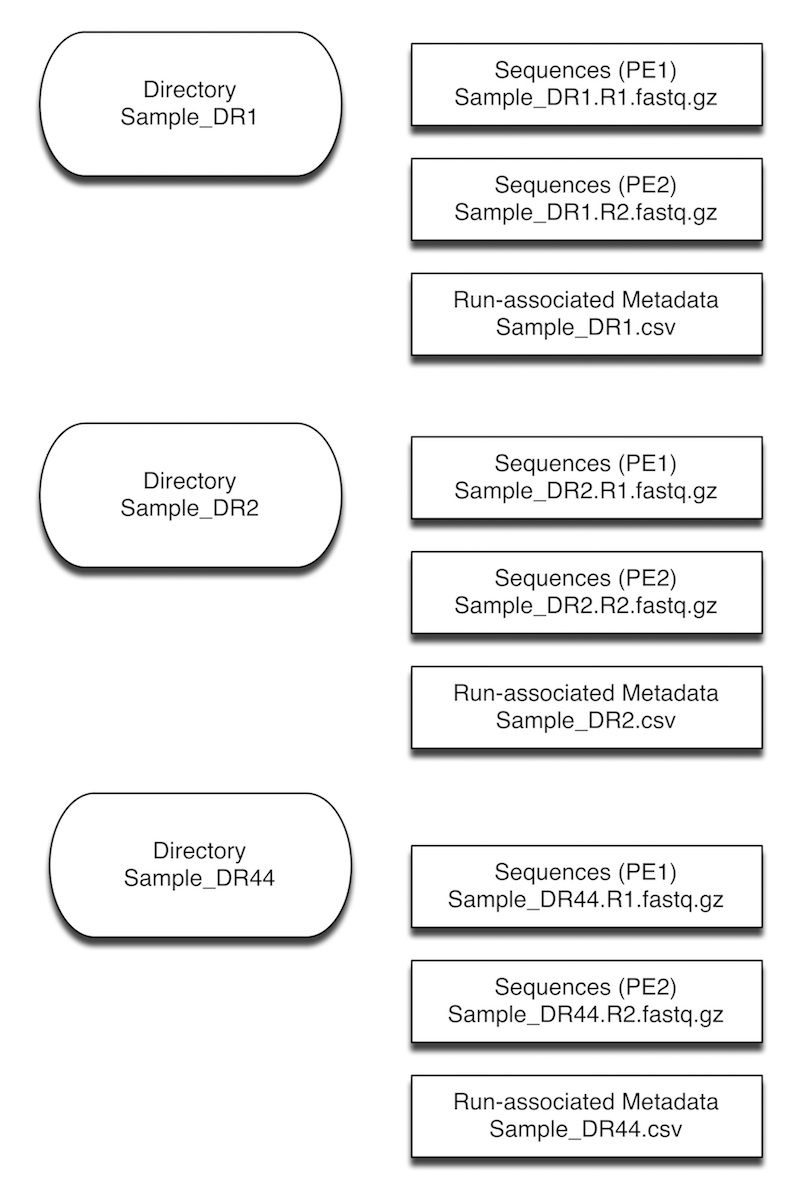 Directory
Sample_DR1
Sequences (PE1)
Sample_DR1.R1.fastq.gz
Sequences (PE2)
Sample_DR1.R2.fastq.gz
Run-associated Metadata
Sample_DR1.csv
Directory
Sample_DR2
Sequences (PE1)
Sample_DR2.R1.fastq.gz
Sequences (PE2)
Sample_DR2.R2.fastq.gz
Run-associated Metadata
Sample_DR2.csv
Directory
Sample_DR44
Sequences (PE1)
Sample_DR44.R1.fastq.gz
Sequences (PE2)
Sample_DR44.R2.fastq.gz
Run-associated Metadata
Sample_DR44.csv